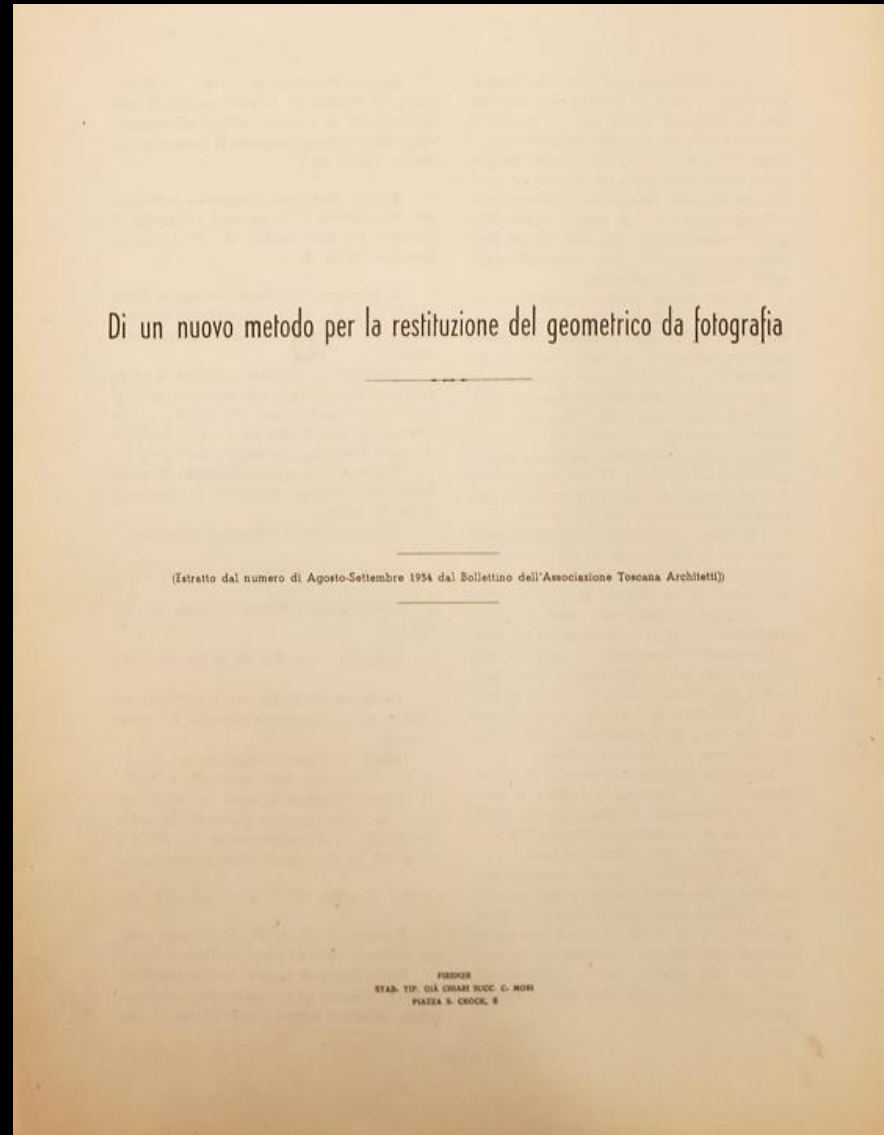 Di un nuovo metodo per la restituzione del geometrico da fotografia
(Estratto dal numero di Agosto-Settembre 1954 dal Bollettino dell'Associazione Toscana Architetti))
FIRENZE
STAB. TIP. GIÀ CHIARI SUCC. C. MORI
PIAZZA S. CROCE, 8